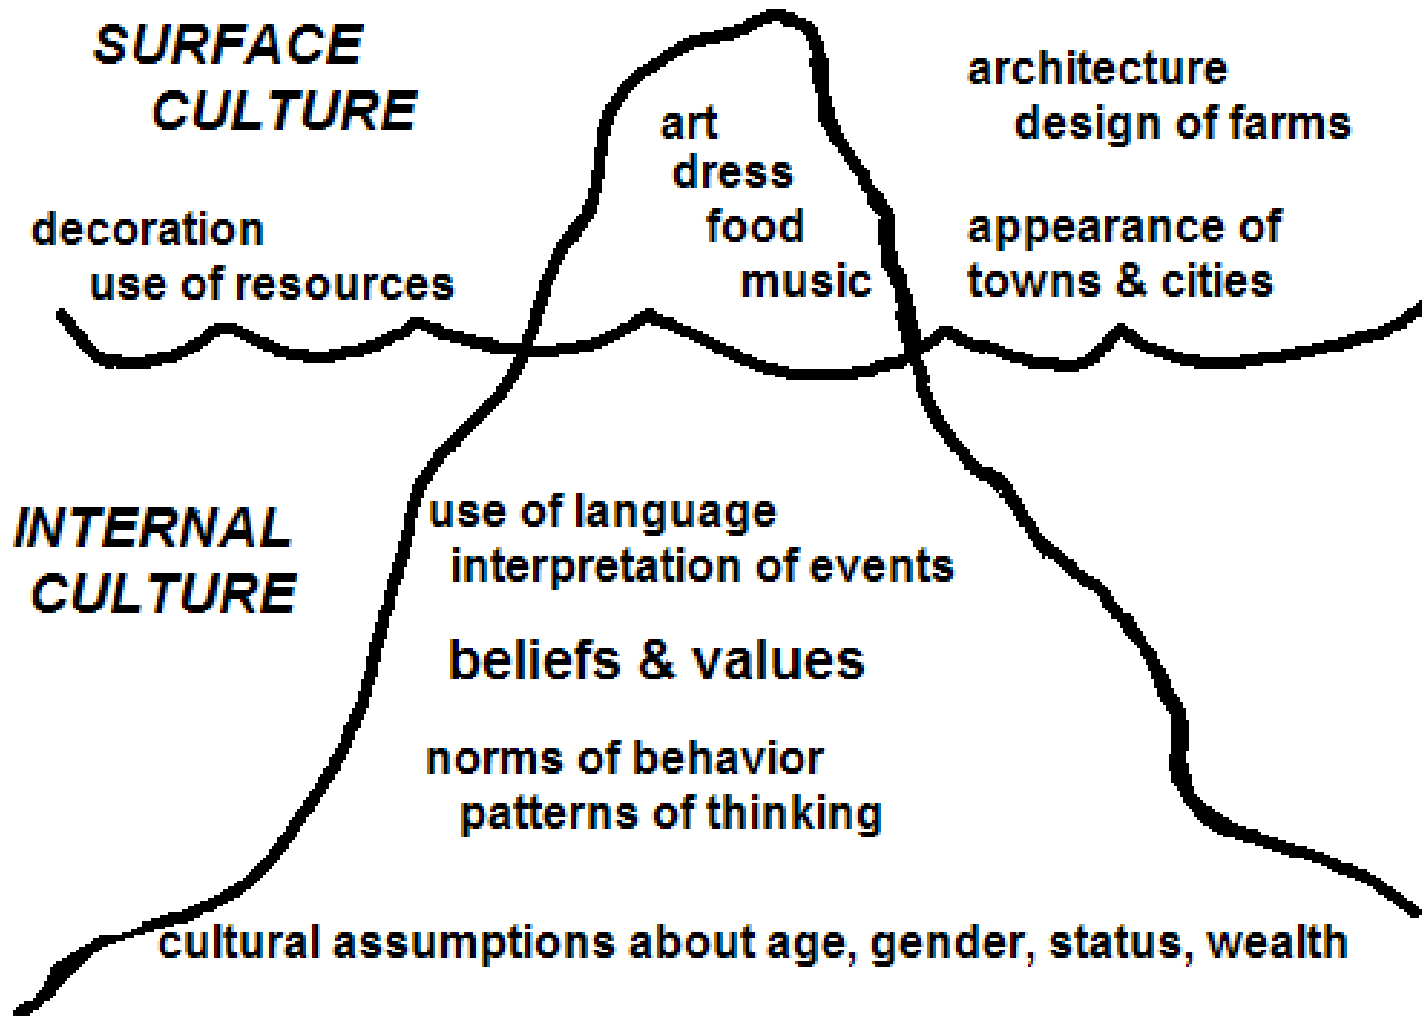 SURFACE
CULTURE
architecture
design of farms
art
dress
food
music
decoration
use of resources
appearance of
towns & cities
INTERNAL
CULTURE
use of language
interpretation of events
beliefs & values
norms of behavior
patterns of thinking
cultural assumptions about age, gender, status, wealth